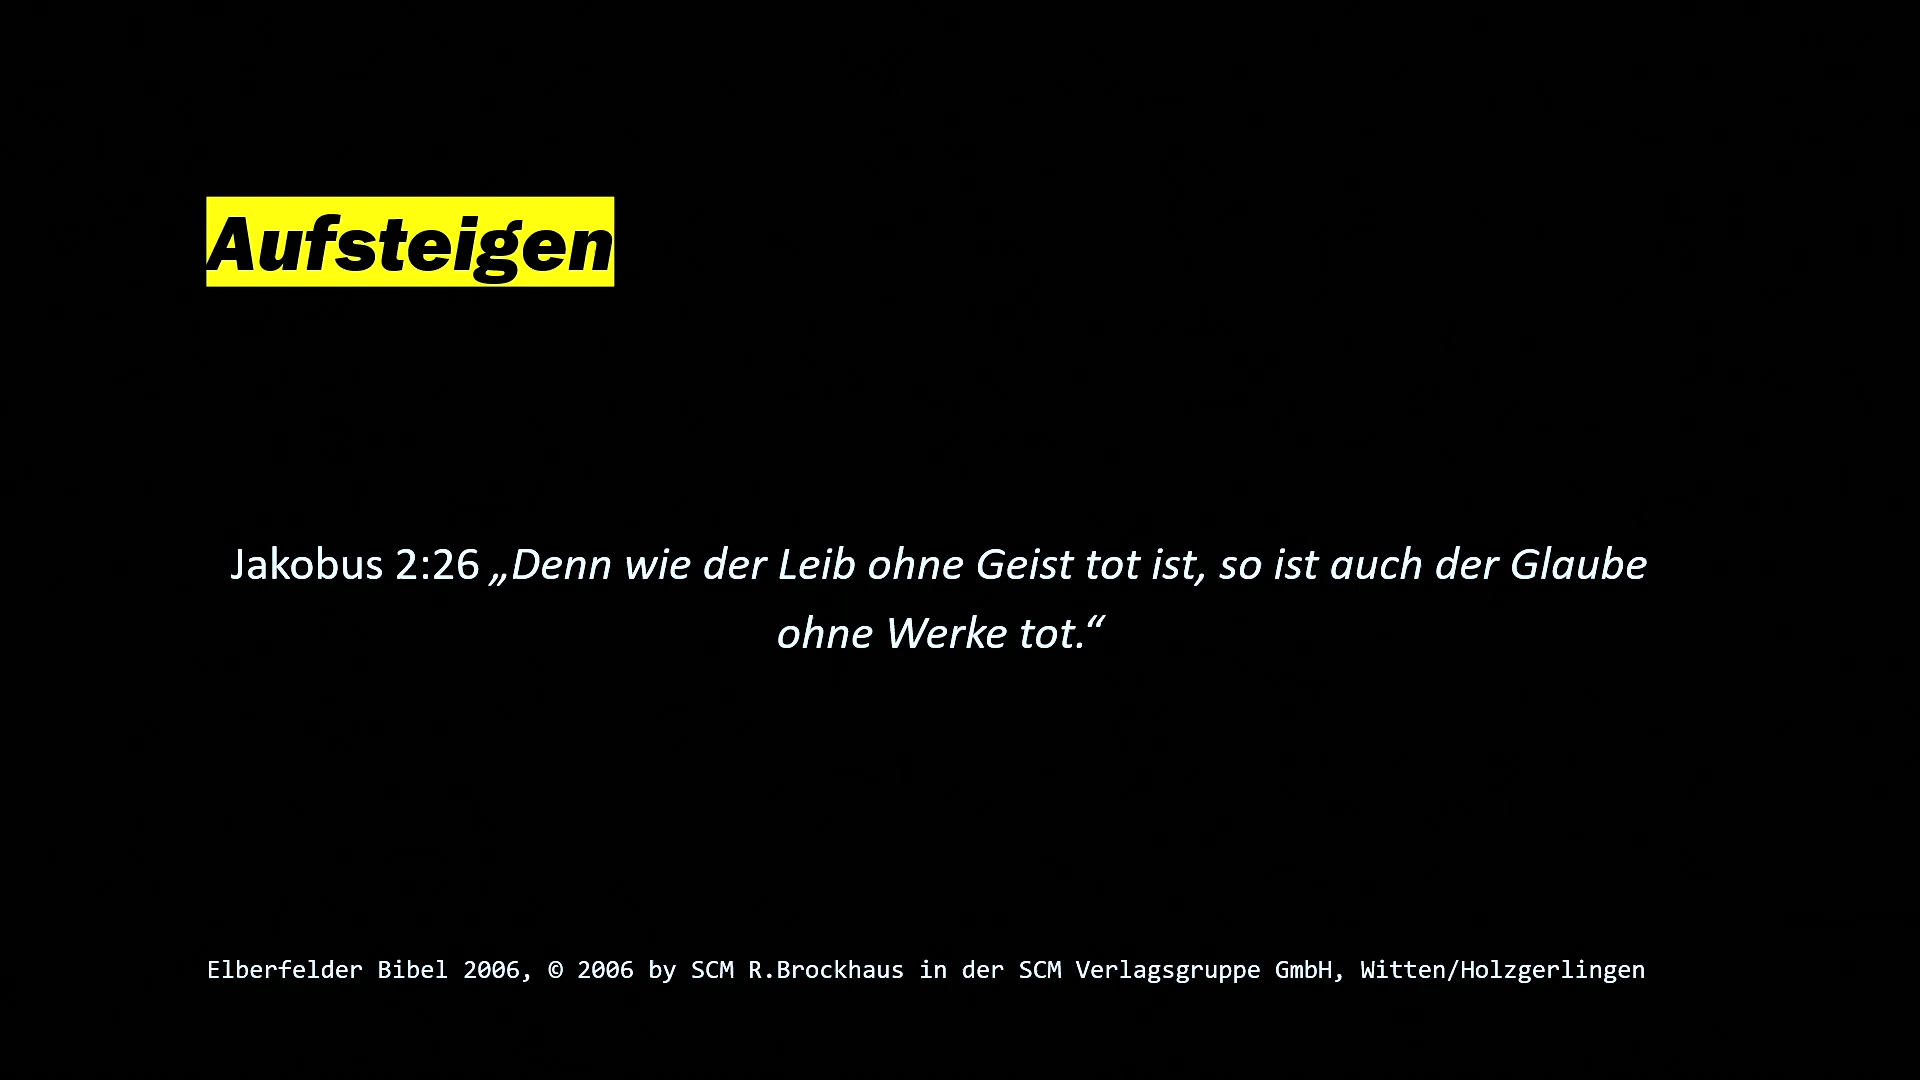 Aufsteigen
Jakobus 2:26 „Denn wie der Leib ohne Geist tot ist, so ist auch der Glaube
ohne Werke tot.“
Elberfelder Bibel 2006, © 2006 by SCM R.Brockhaus in der SCM Verlagsgruppe GmbH, Witten/Holzgerlingen